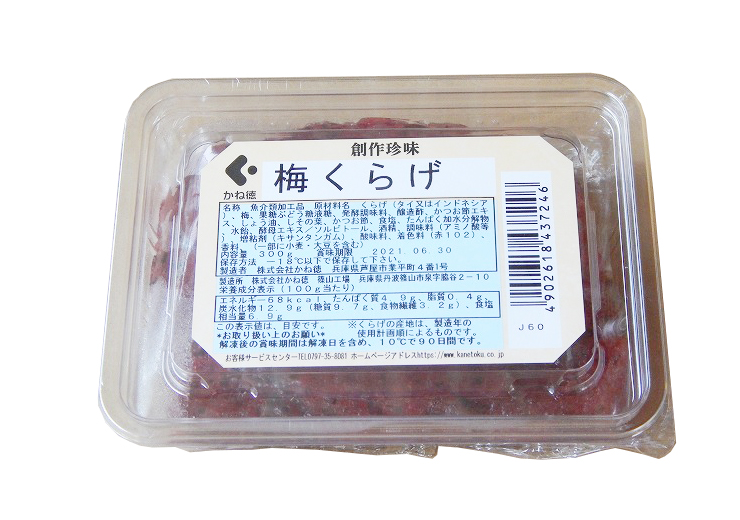 創作珍味
かね徳
梅くらげ
名称 魚介類加工品 原材料名 くらげ(タイ又はインドネシア
)、梅、果糖ぶどう糖液糖、発酵調味料、醸造酢、かつお節エキ
ス、しょう油、しその葉、かつお節、食塩、たんぱく加水分解物
、水飴、酵母エキス/ソルビトール、酒精、調味料(アミノ酸等
)、増粘剤(キサンタンガム)、酸味料、着色料(赤102)、
香料、(一部に小麦・大豆を含む)
内容量 300g 賞味期限 2021.06.30
保存方法 -18℃以下で保存して下さい。
製造者 株式会社かね徳 兵庫県芦屋市業平町4番1号
製造所 株式会社かね徳 篠山工場 兵庫県丹波篠山市泉字脇谷2-10
栄養成分表示(100g当たり)
エネルギー68kcal、たんぱく質4.9g、脂質0.4g、
炭水化物12.9g(糖質9.7g、食物繊維3.2g)、食塩
相当量6.9g
この表示値は、目安です。 ※くらげの産地は、製造年の
*お取り扱い上のお願い* 使用計画順によるものです。
解凍後の賞味期間は解凍日を含め、10℃で90日間です。
お客様サービスセンターTEL0797-35-8081 ホームページアドレスhttps://www.kanetoku.co.jp
4902618437246
J60